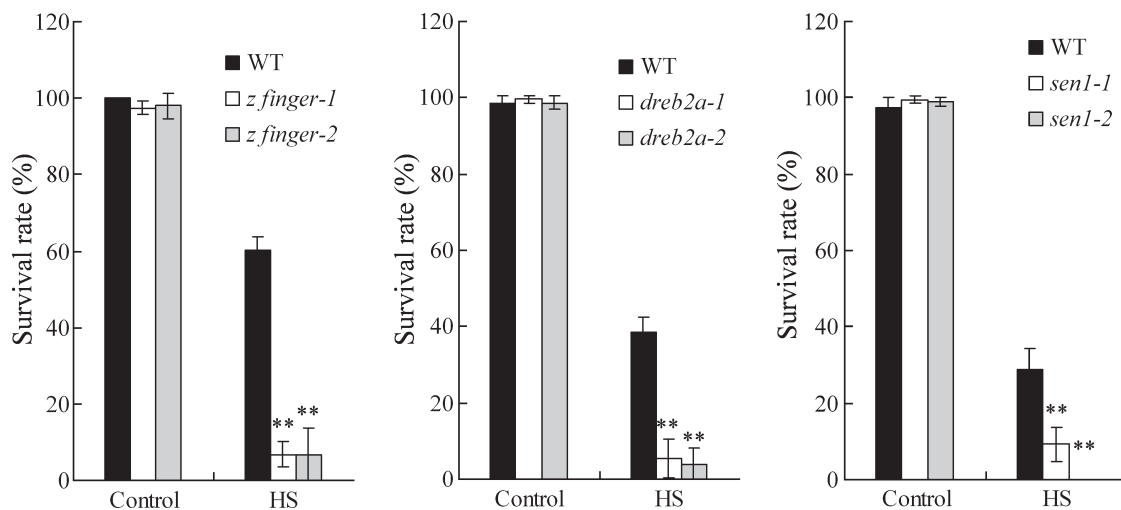 Survival rate (%)
120
100
80
60
40
20
0
WT
z finger-1
z finger-2
**
**
Control
HS
Survival rate (%)
120
100
80
60
40
20
0
WT
dreb2a-1
dreb2a-2
**
**
Control
HS
Survival rate (%)
120
100
80
60
40
20
0
WT
sen1-1
sen1-2
**
**
Control
HS